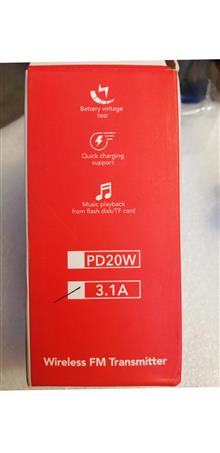 Battery voltage
test
Quick charging
support
Music playback
from flash disk/TF card
PD20W
3.1A
Wireless FM Transmitter